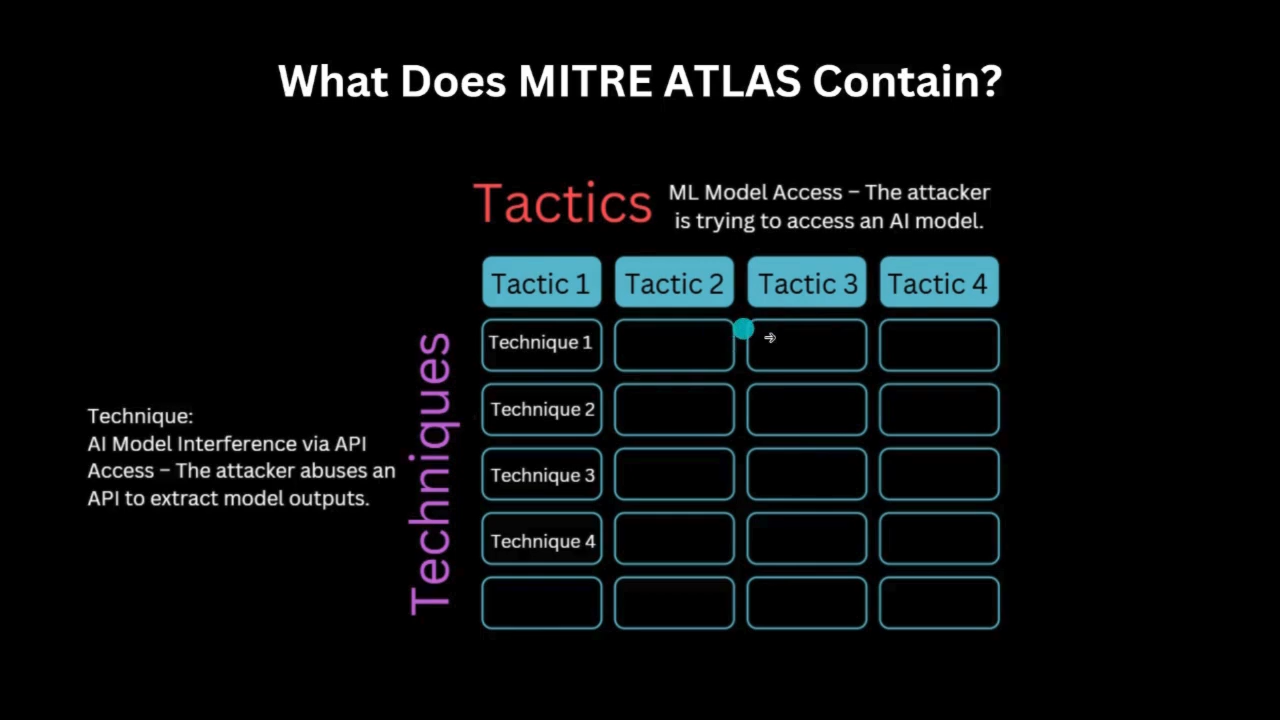 What Does MITRE ATLAS Contain?
Tactics
ML Model Access – The attacker
is trying to access an AI model.
Tactic 1
Tactic 2
Tactic 3
Tactic 4
Techniques
Technique 1
Technique 2
Technique 3
Technique 4
Technique:
AI Model Interference via API
Access – The attacker abuses an
API to extract model outputs.